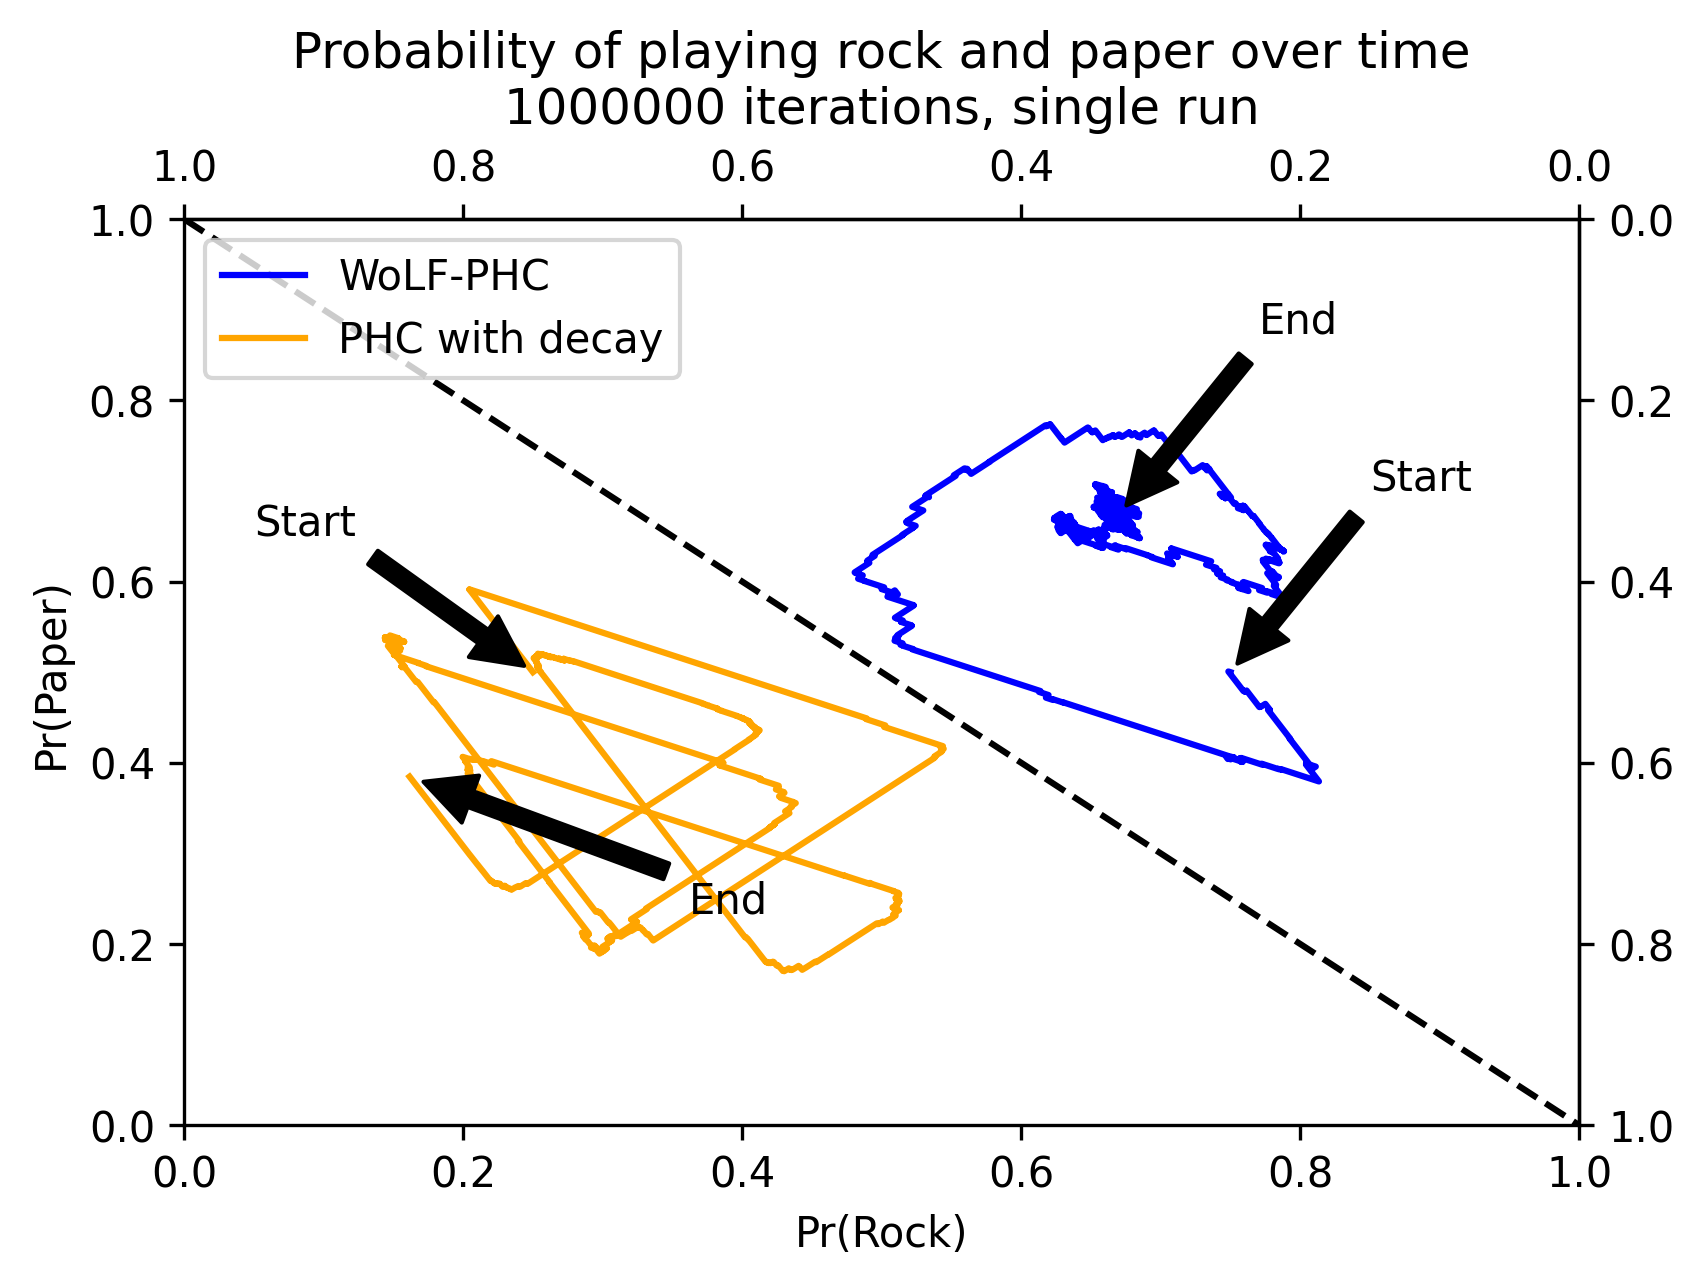 Probability of playing rock and paper over time
1000000 iterations, single run
1.0 0.8 0.6 0.4 0.2 0.0
1.0 0.0
WoLF-PHC
PHC with decay
End
0.8 0.2
Start
Start
0.6 0.4
Pr(Paper)
0.4 0.6
End
0.2 0.8
0.0 1.0
0.0 0.2 0.4 0.6 0.8 1.0
Pr(Rock)